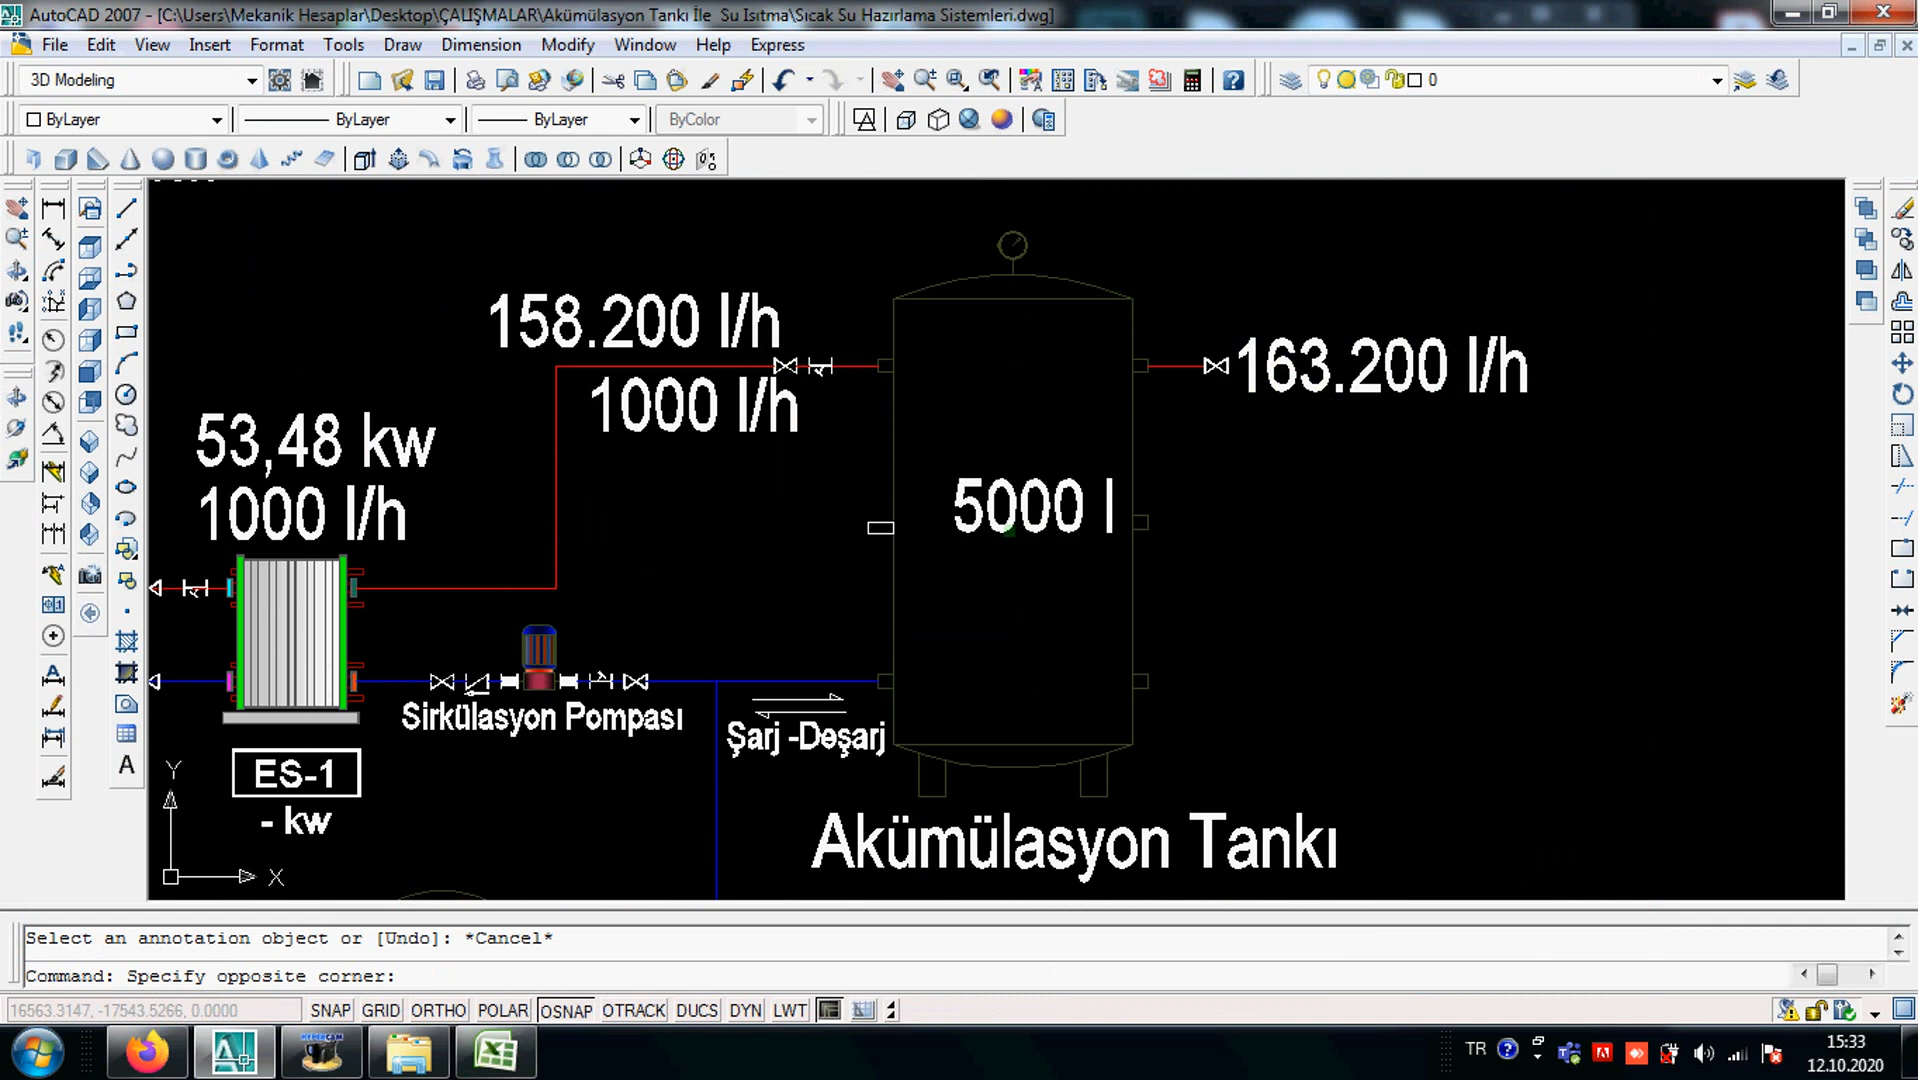 AutoCAD 2007 - [C:\Users\Mekanik Hesaplar\Desktop\ÇALIŞMALAR\Akümülasyon Tankı İle  Su Isıtma\Sıcak Su Hazırlama Sistemleri.dwg]
File Edit View Insert Format Tools Draw Dimension Modify Window Help Express
3D Modeling
0
ByLayer
ByLayer
ByLayer
ByColor
158.200 l/h
163.200 l/h
1000 l/h
53,48 kw
1000 l/h
5000 l
Sirkülasyon Pompası
Şarj -Deşarj
ES-1
- kw
Akümülasyon Tankı
Y
X
Select an annotation object or [Undo]: *Cancel*
Command: Specify opposite corner:
16563.3147, -17543.5266, 0.0000
SNAP GRID ORTHO POLAR OSNAP OTRACK DUCS DYN LWT
TR
15:33
12.10.2020